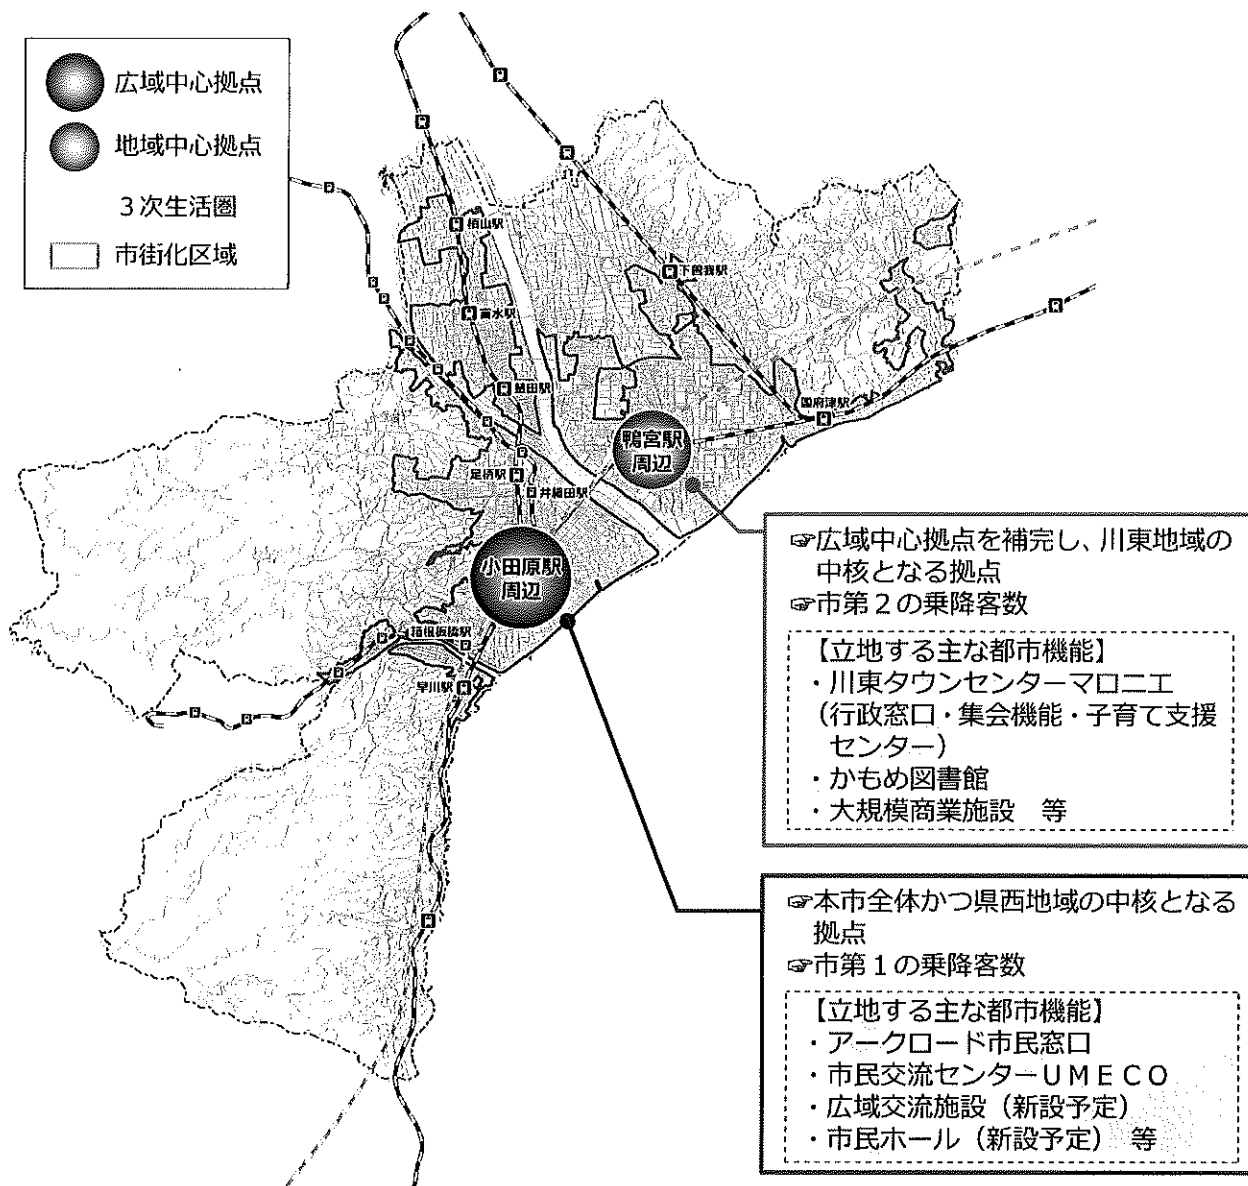 広域中心拠点
地域中心拠点
3次生活圏
市街化区域
栢山駅
富水駅
螢田駅
足柄駅
井細田駅
下曽我駅
国府津駅
鴨宮駅
周辺
小田原駅
周辺
箱根板橋駅
早川駅
☞広域中心拠点を補完し、川東地域の
中核となる拠点
☞市第2の乗降客数
【立地する主な都市機能】
・川東タウンセンターマロニエ
(行政窓口・集会機能・子育て支援
センター)
・かもめ図書館
・大規模商業施設 等
☞本市全体かつ県西地域の中核となる
拠点
☞市第1の乗降客数
【立地する主な都市機能】
・アークロード市民窓口
・市民交流センターUMECO
・広域交流施設(新設予定)
・市民ホール(新設予定) 等